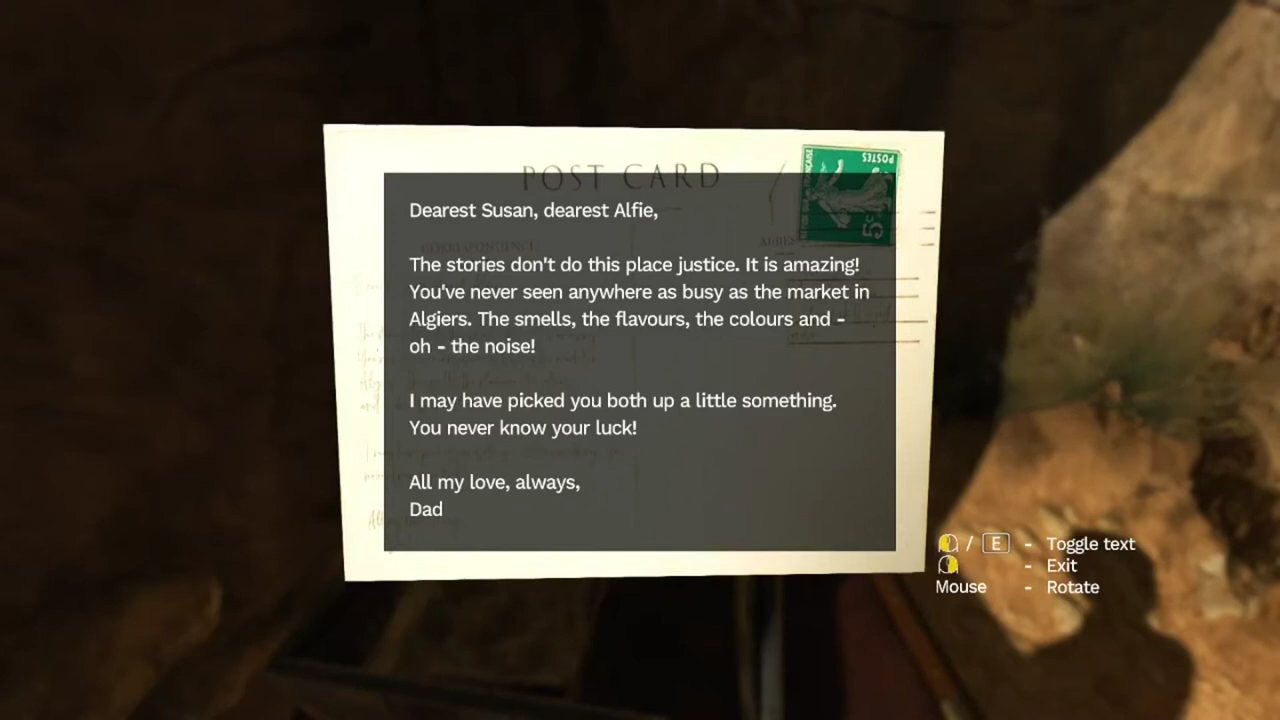 POST CARD
POSTES
5c
CORRESPONDENCE
Dearest Susan, dearest Alfie,
The stories don't do this place justice. It is amazing!
You've never seen anywhere as busy as the market in
Algiers. The smells, the flavours, the colours and -
oh - the noise!
I may have picked you both up a little something.
You never know your luck!
All my love, always,
Dad
E - Toggle text
- Exit
Mouse - Rotate